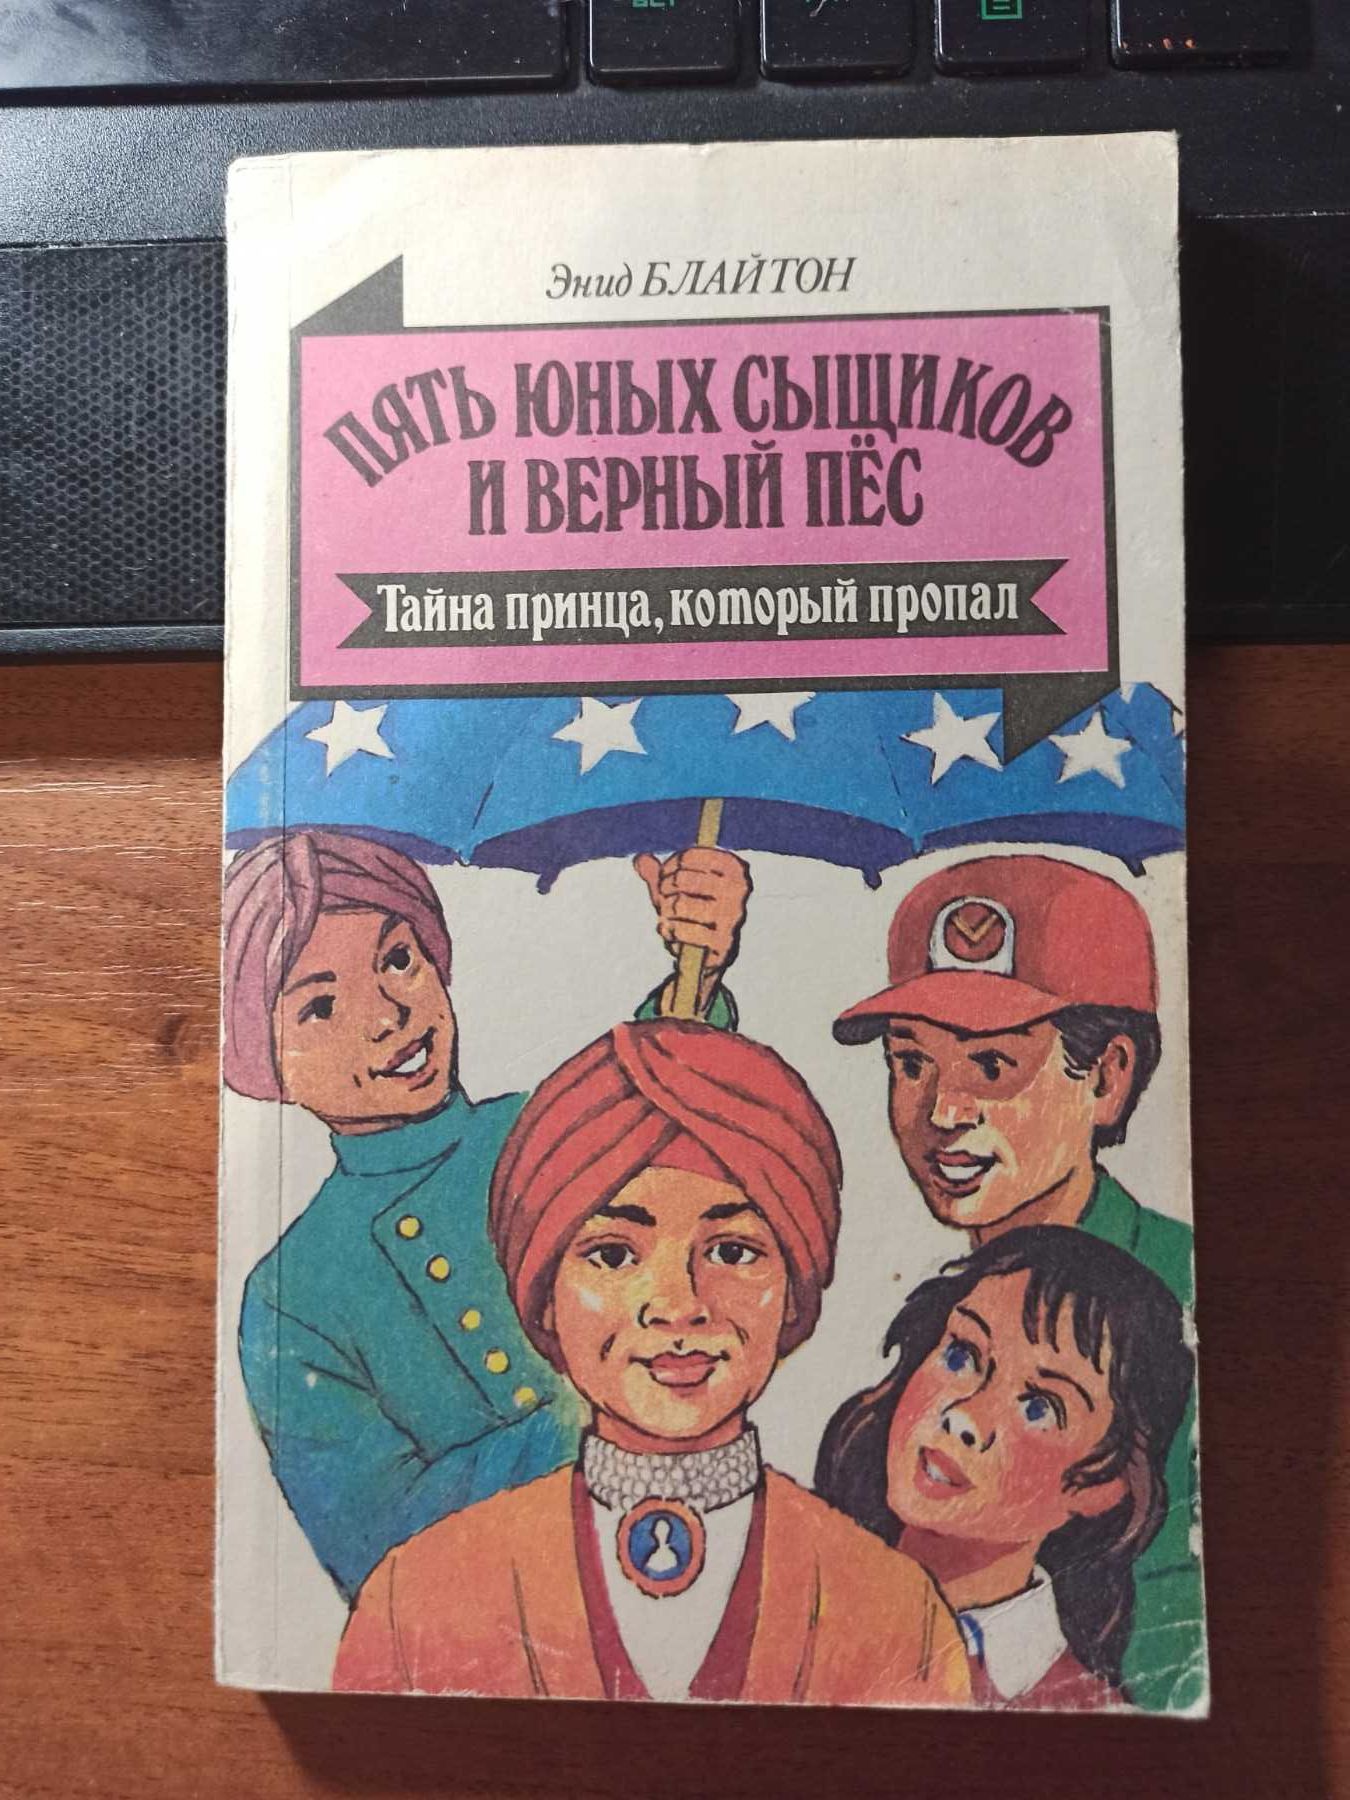 Энид БЛАЙТОН
ПЯТЬ ЮНЫХ СЫЩИКОВ
И ВЕРНЫЙ ПЁС
Тайна принца, который пропал